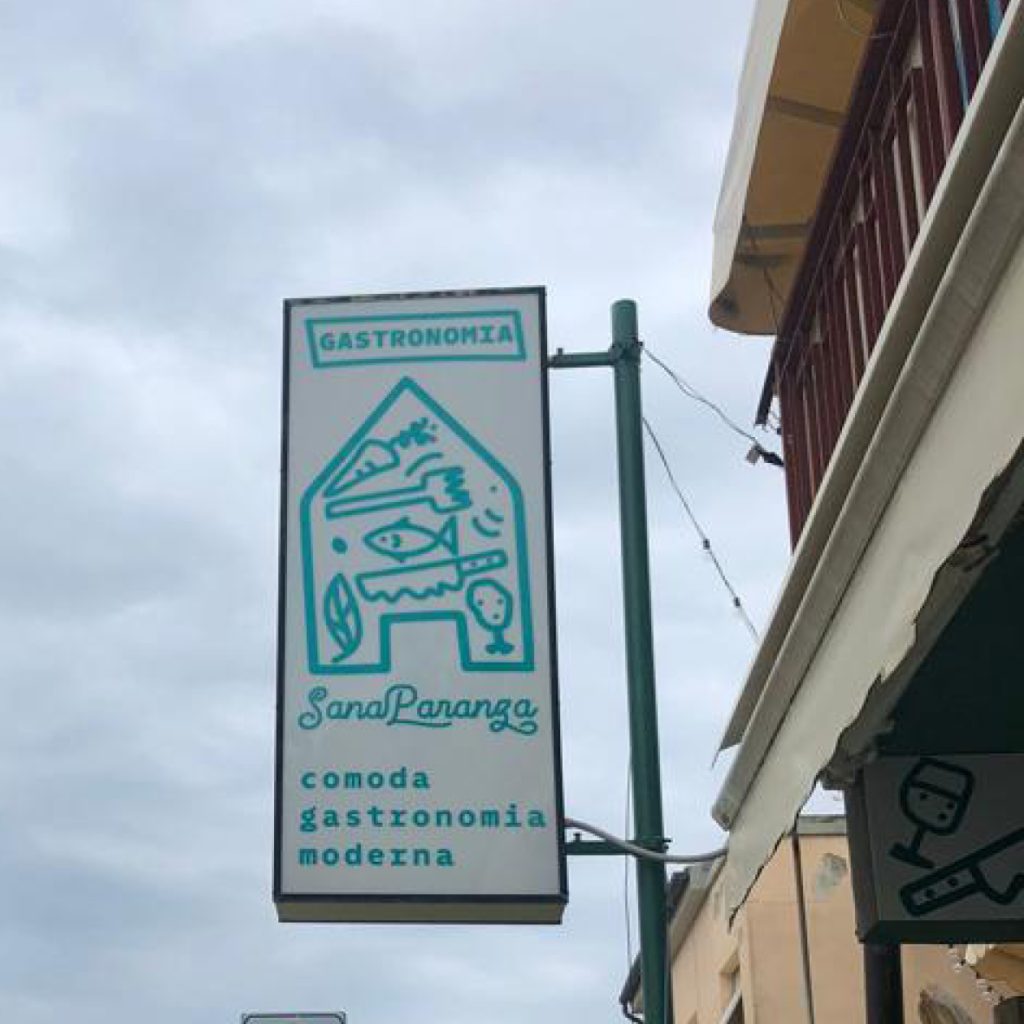 GASTRONOMIA
SanaParanza
comoda
gastronomia
moderna